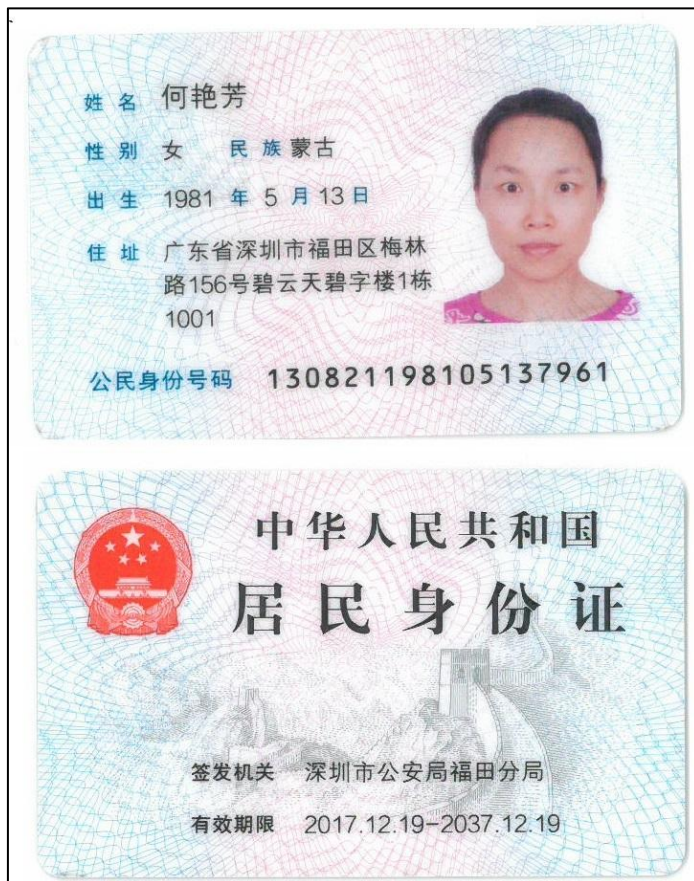 姓名 何艳芳
性别 女 民族 蒙古
出生 1981 年 5 月 13 日
住址 广东省深圳市福田区梅林
路156号碧云天碧字楼1栋
1001
公民身份号码 130821198105137961
中华人民共和国
居民身份证
签发机关 深圳市公安局福田分局
有效期限 2017.12.19-2037.12.19